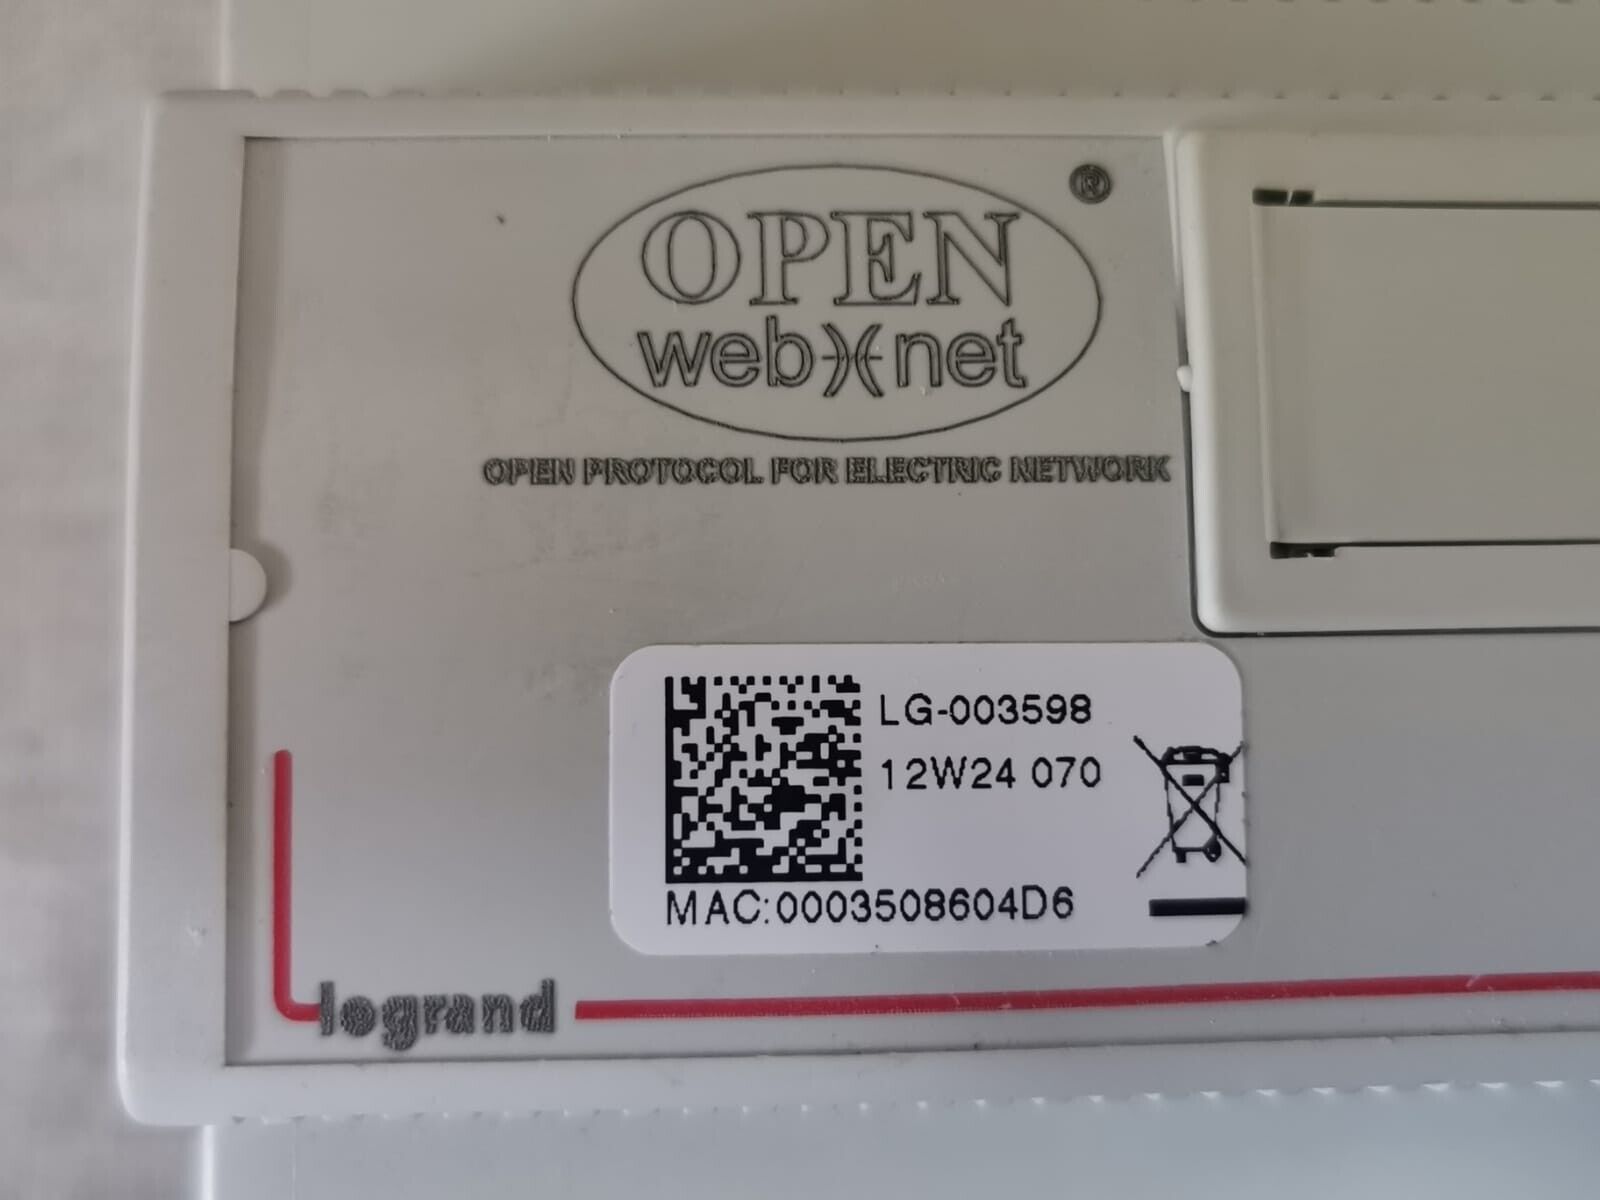 OPEN ®
web net
OPEN PROTOCOL FOR ELECTRIC NETWORK
LG-003598
12W24 070
MAC:0003508604D6
legrand